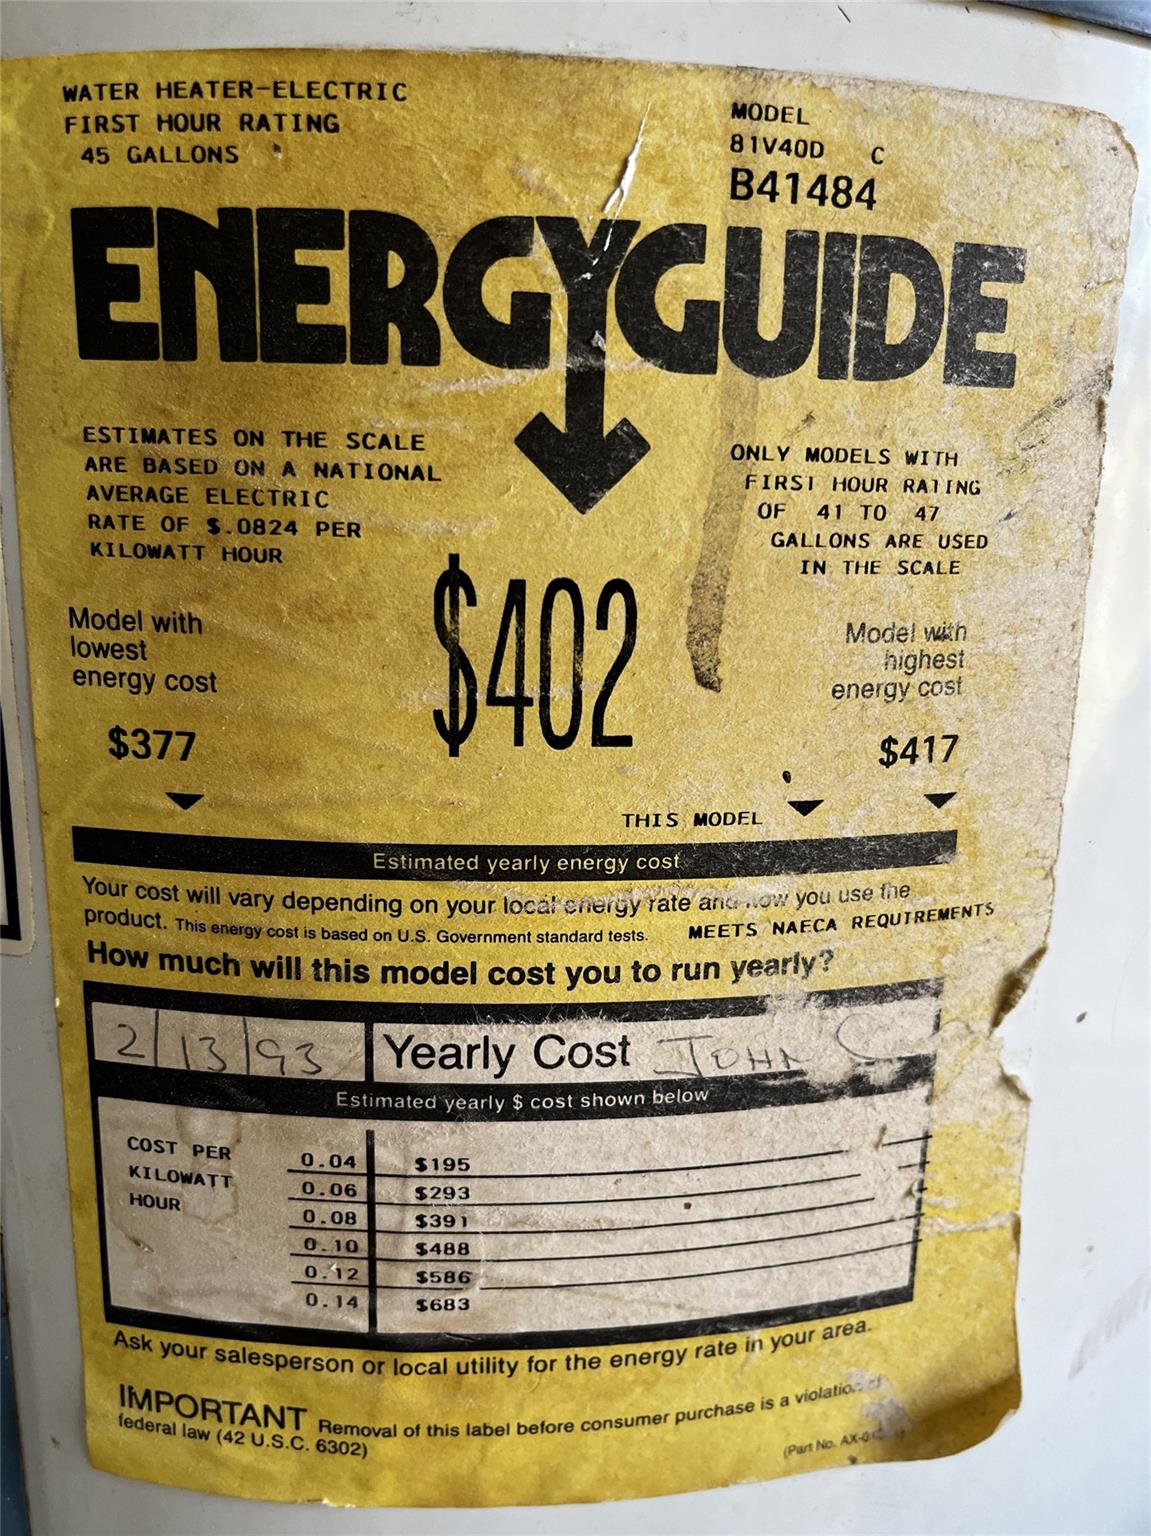 WATER HEATER-ELECTRIC
FIRST HOUR RATING
45 GALLONS
MODEL
81V40D C
B41484
ENERGYGUIDE
ESTIMATES ON THE SCALE
ARE BASED ON A NATIONAL
AVERAGE ELECTRIC
RATE OF $.0824 PER
KILOWATT HOUR
ONLY MODELS WITH
FIRST HOUR RATING
OF 41 TO 47
GALLONS ARE USED
IN THE SCALE
$402
Model with
lowest
energy cost
$377
Model with
highest
energy cost
$417
THIS MODEL
Estimated yearly energy cost
Your cost will vary depending on your local energy rate and how you use the
product. This energy cost is based on U.S. Government standard tests. MEETS NAECA REQUIREMENTS
How much will this model cost you to run yearly?
2/13/93 Yearly Cost JOHN
Estimated yearly $ cost shown below
COST PER
KILOWATT
HOUR
0.04 $195
0.06 $293
0.08 $391
0.10 $488
0.12 $586
0.14 $683
Ask your salesperson or local utility for the energy rate in your area.
IMPORTANT Removal of this label before consumer purchase is a violation of
federal law (42 U.S.C. 6302)
(Part No.